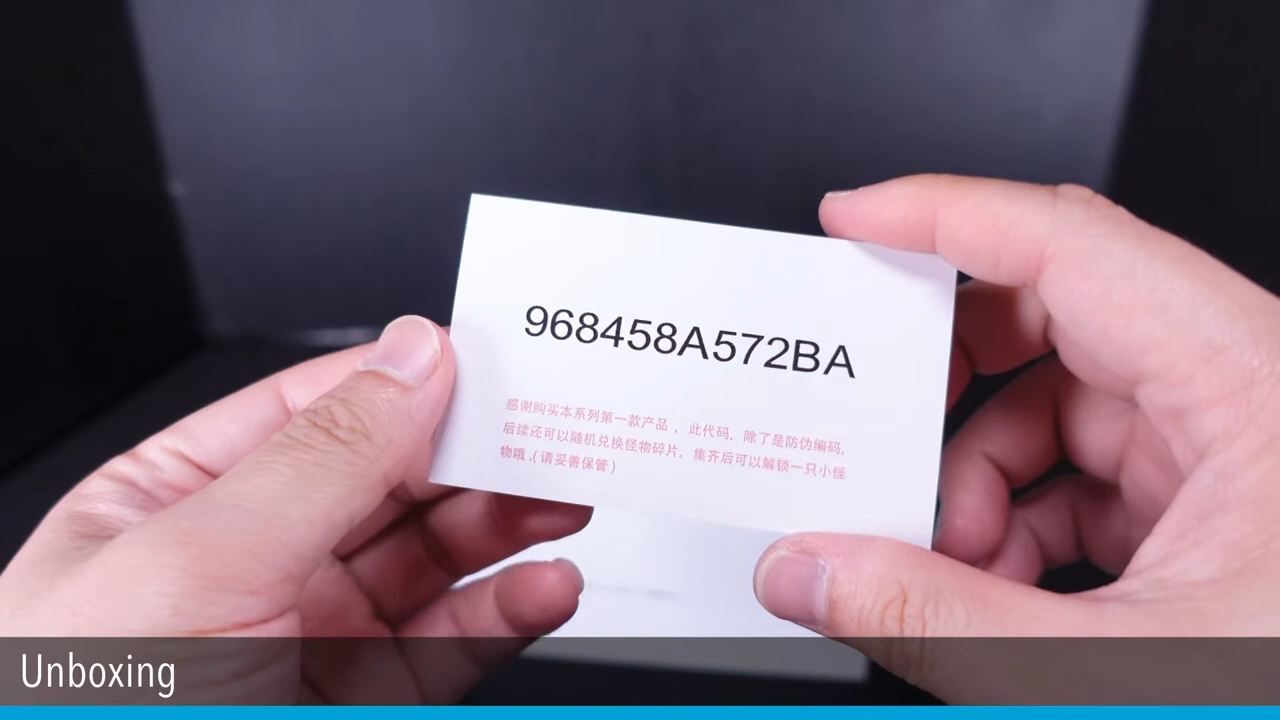 968458A572BA
感谢购买本系列第一款产品 ，此代码, 除了是防伪编码,
后续还可以随机兑换怪物碎片, 集齐后可以解锁一只小怪
物哦 .( 请妥善保管 )
Unboxing